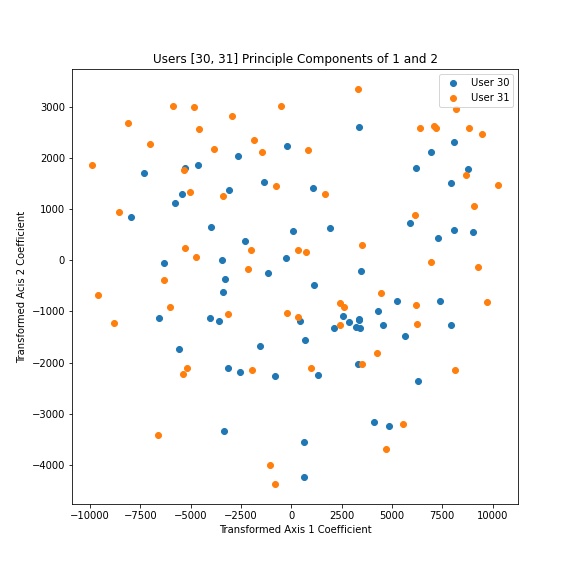 Users [30, 31] Principle Components of 1 and 2
User 30
User 31
Transformed Acis 2 Coefficient
3000
2000
1000
0
−1000
−2000
−3000
−4000
−10000 −7500 −5000 −2500 0 2500 5000 7500 10000
Transformed Axis 1 Coefficient